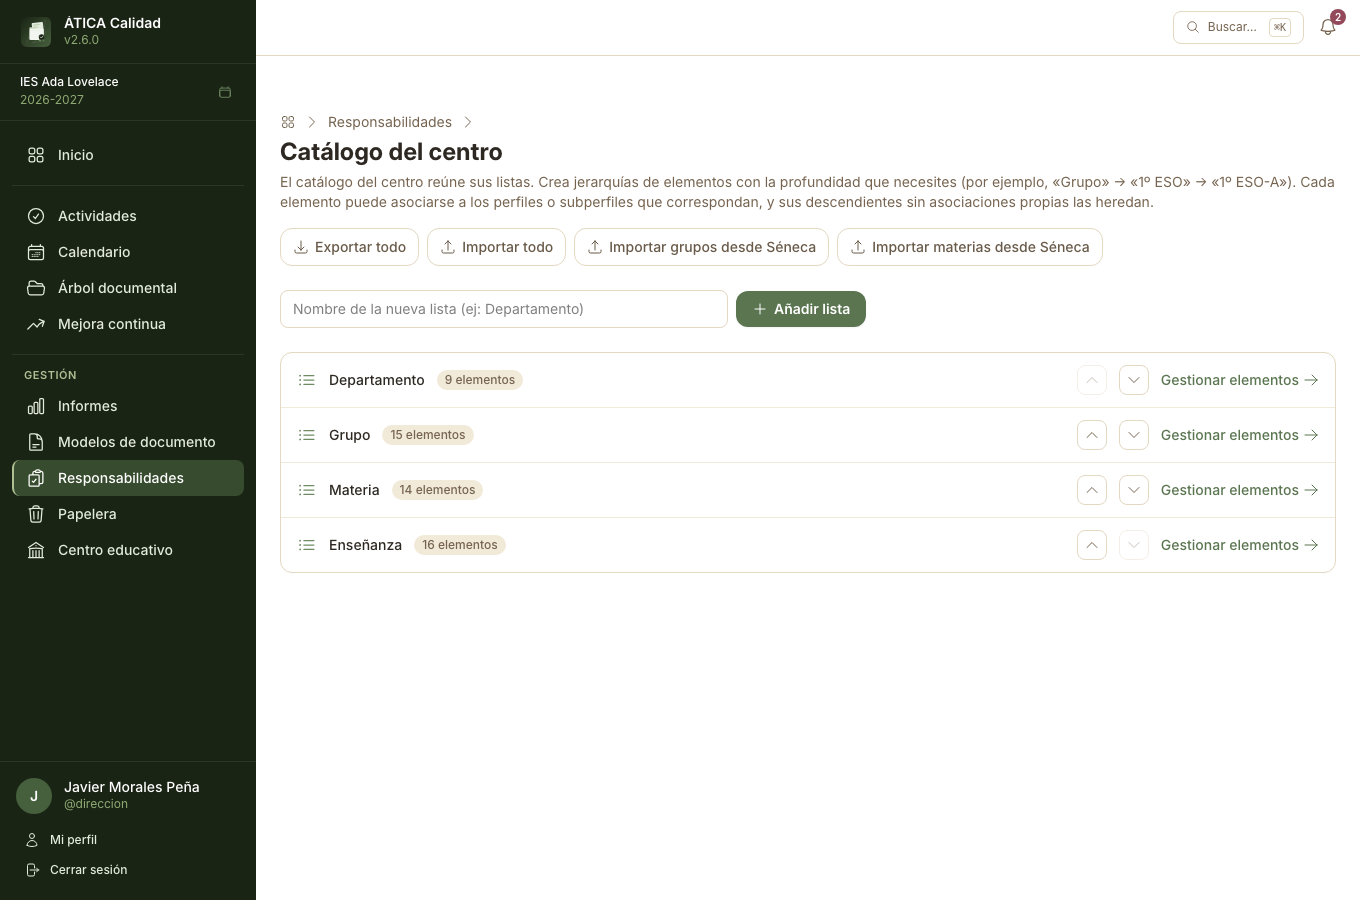 ÁTICA Calidad
v2.6.0
IES Ada Lovelace
2026-2027
Inicio
Actividades
Calendario
Árbol documental
Mejora continua
GESTIÓN
Informes
Modelos de documento
Responsabilidades
Papelera
Centro educativo
J
Javier Morales Peña
@direccion
Mi perfil
Cerrar sesión
Buscar... ⌘K
2
Responsabilidades
Catálogo del centro
El catálogo del centro reúne sus listas. Crea jerarquías de elementos con la profundidad que necesites (por ejemplo, «Grupo» → «1º ESO» → «1º ESO-A»). Cada
elemento puede asociarse a los perfiles o subperfiles que correspondan, y sus descendientes sin asociaciones propias las heredan.
Exportar todo Importar todo Importar grupos desde Séneca Importar materias desde Séneca
Nombre de la nueva lista (ej: Departamento) Añadir lista
Departamento 9 elementos Gestionar elementos →
Grupo 15 elementos Gestionar elementos →
Materia 14 elementos Gestionar elementos →
Enseñanza 16 elementos Gestionar elementos →